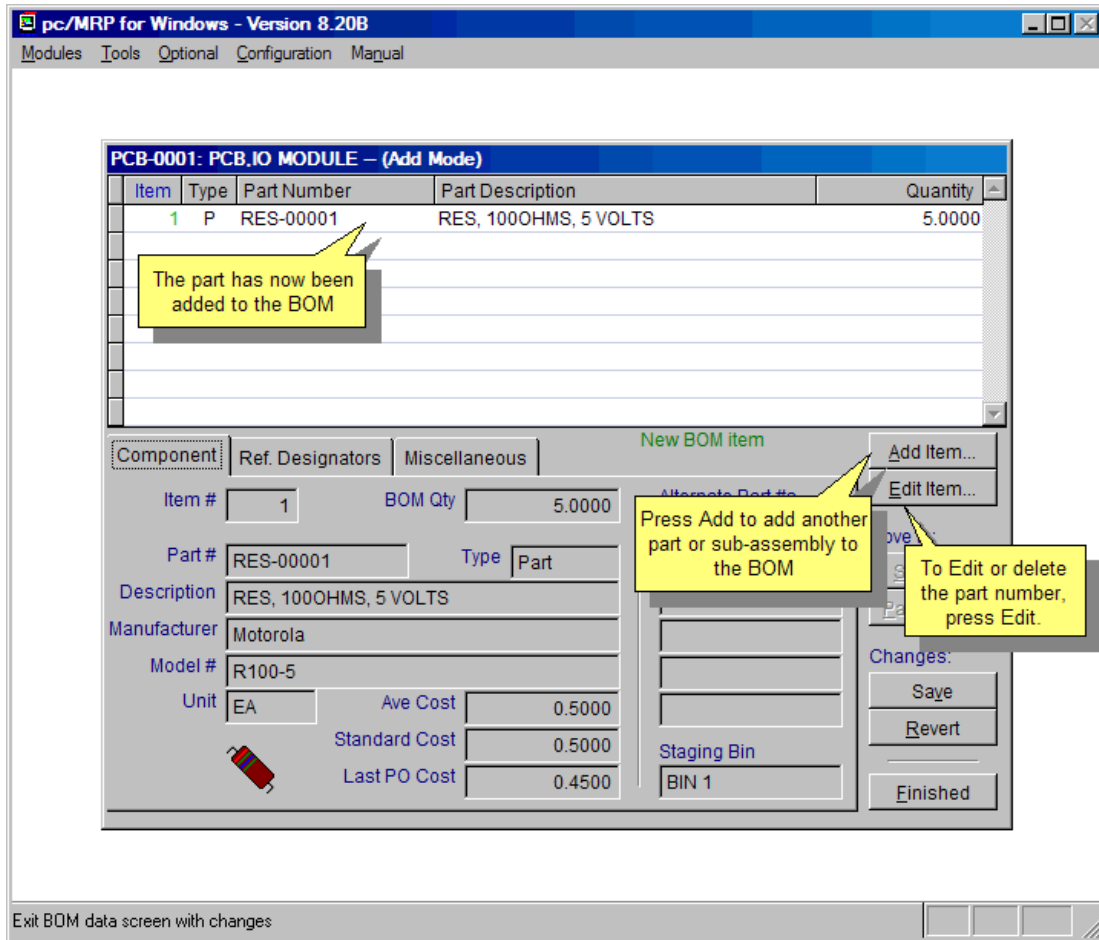 pc/MRP for Windows - Version 8.20B
Modules Tools Optional Configuration Manual
PCB-0001: PCB,IO MODULE -- (Add Mode)
Item Type Part Number Part Description Quantity
1 P RES-00001 RES, 100OHMS, 5 VOLTS 5.0000
The part has now been
added to the BOM
Component Ref. Designators Miscellaneous
New BOM item
Add Item...
Edit Item...
Item # 1 BOM Qty 5.0000
Press Add to add another
part or sub-assembly to
the BOM
To Edit or delete
the part number,
press Edit.
Part # RES-00001 Type Part
Description RES, 100OHMS, 5 VOLTS
Manufacturer Motorola
Model # R100-5
Unit EA Ave Cost 0.5000
Standard Cost 0.5000
Last PO Cost 0.4500
Staging Bin
BIN 1
Changes:
Save
Revert
Finished
Exit BOM data screen with changes